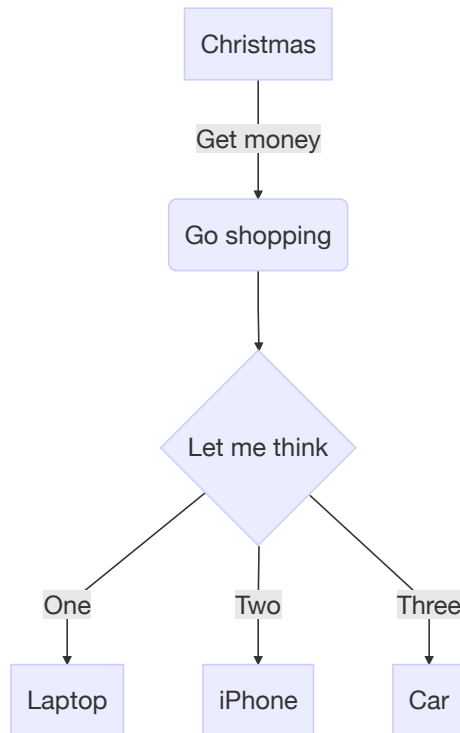 Christmas
Get money
Go shopping
Let me think
One
Two
Three
Laptop
iPhone
Car